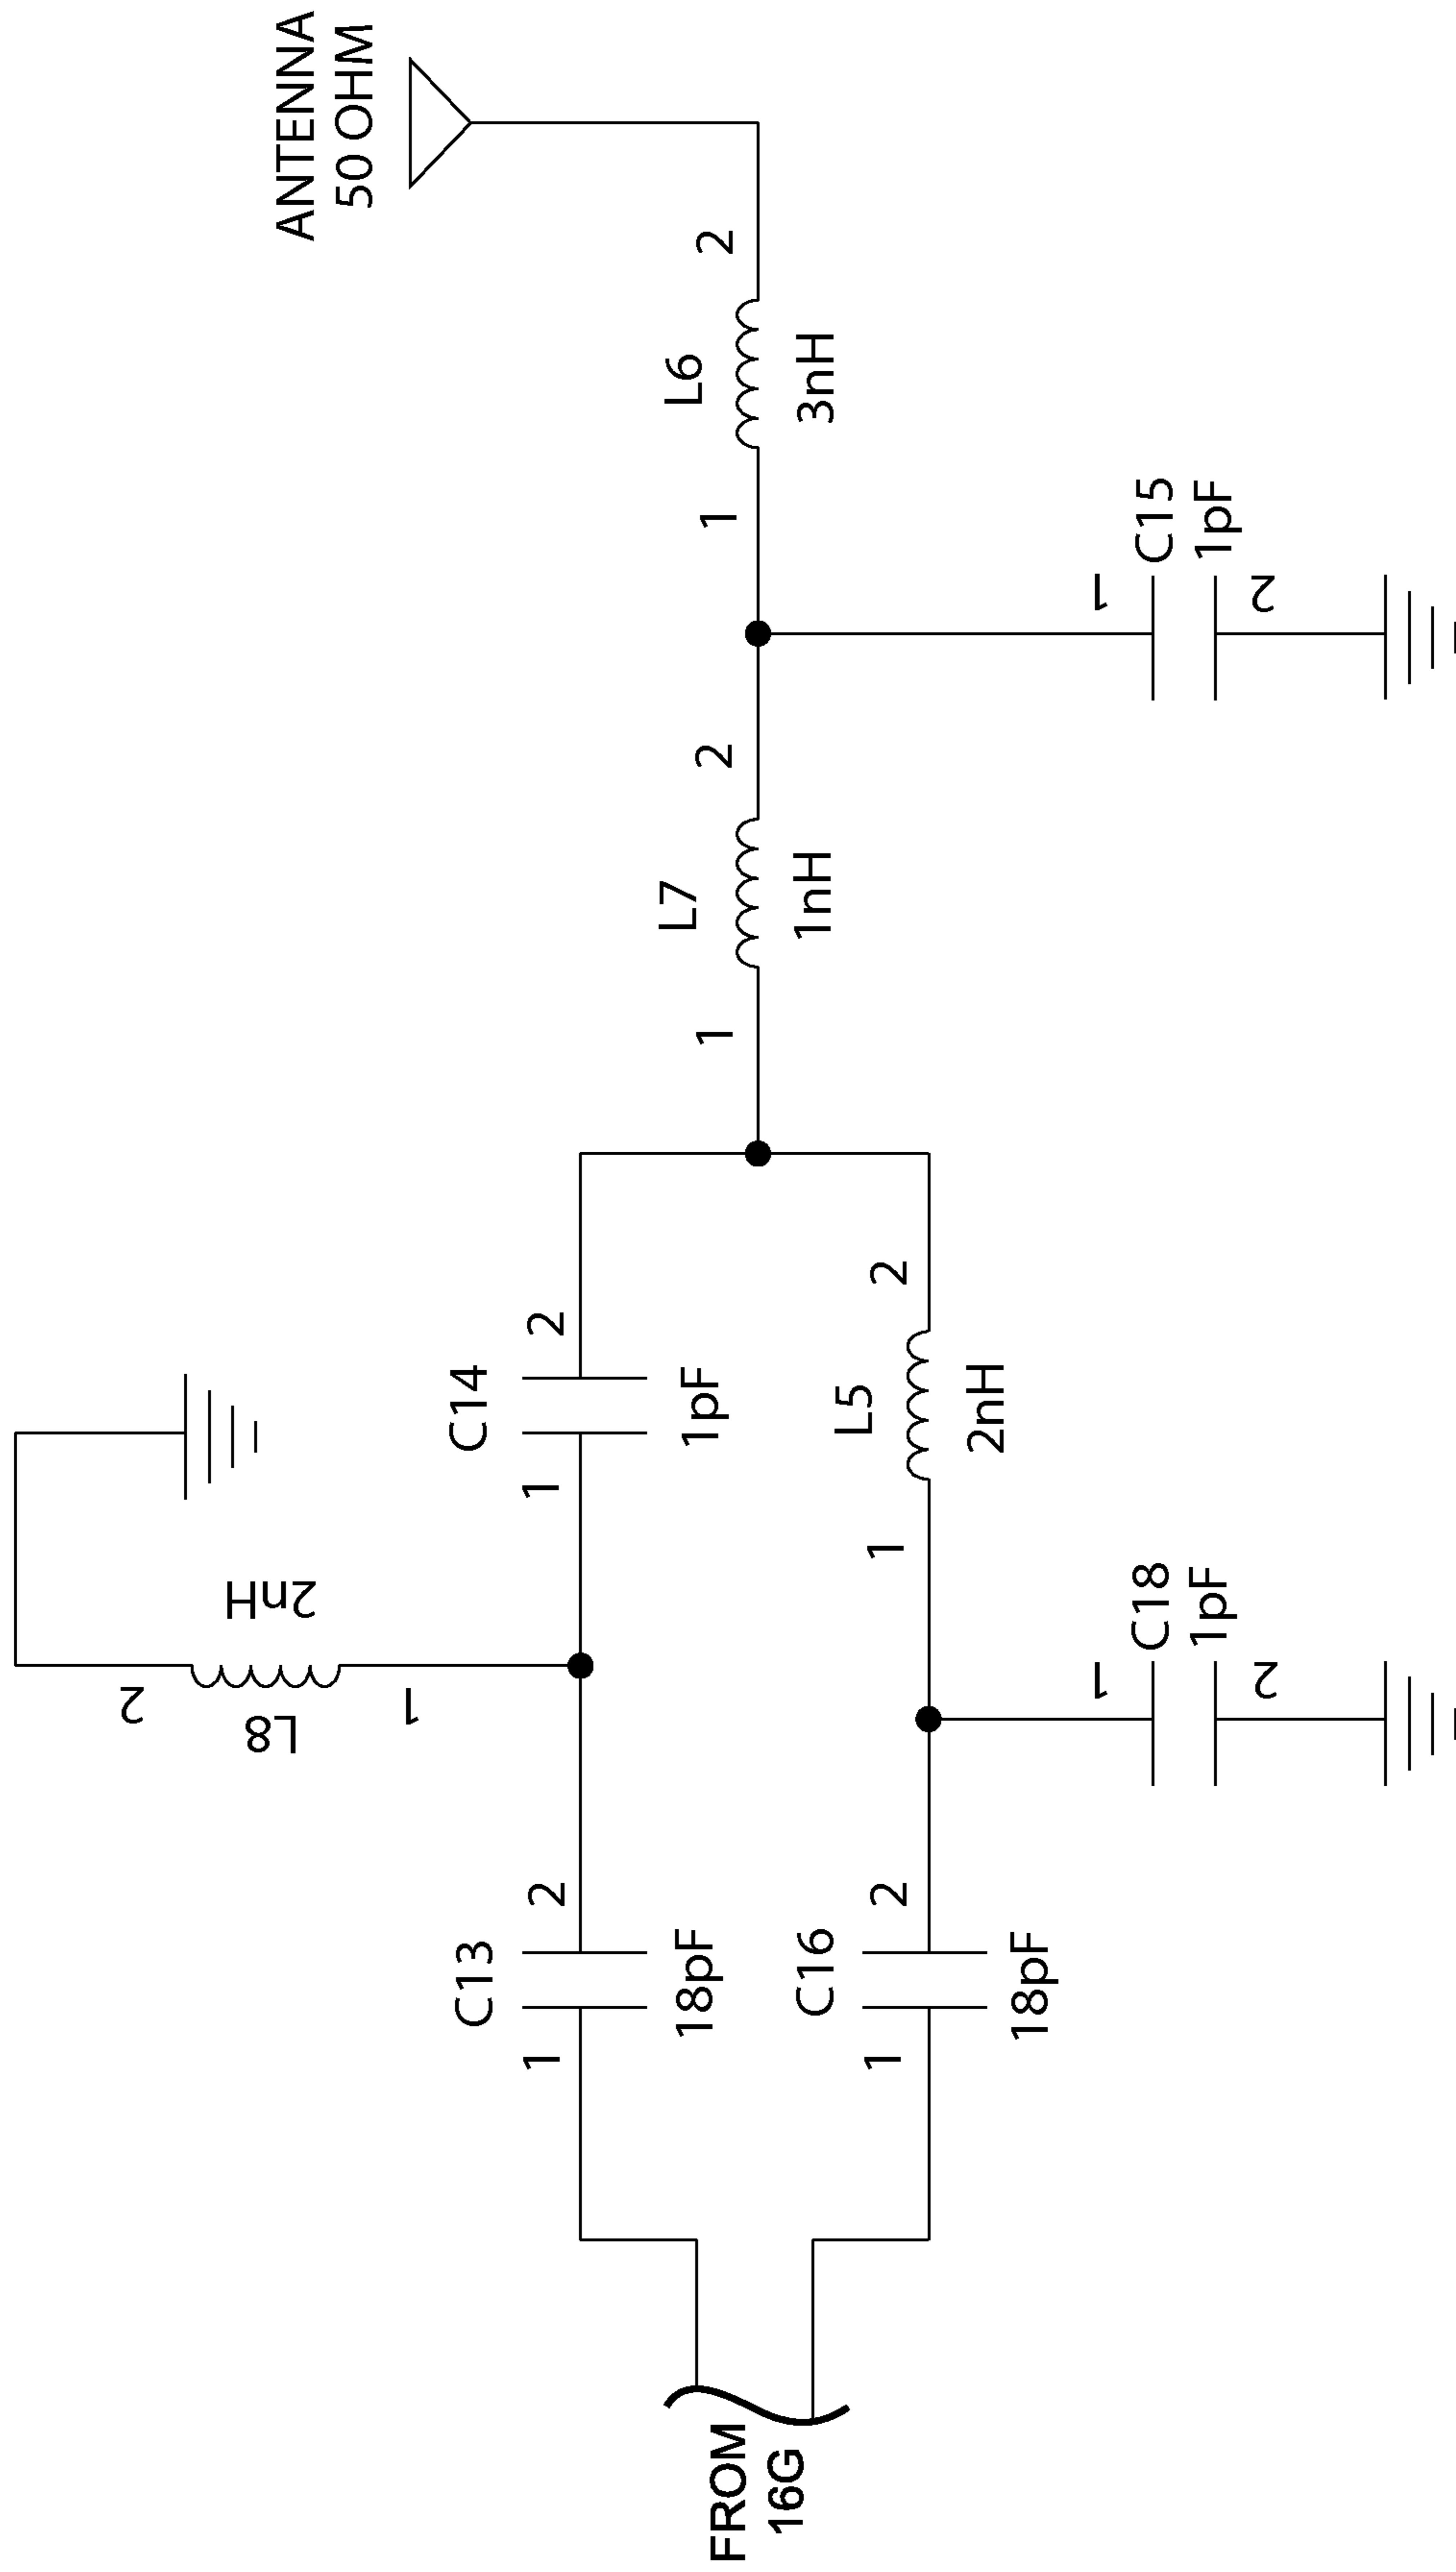 ANTENNA
50 OHM
2
L6
3nH
1
C15
1pF
1
2
2
L7
1nH
1
2
C14
1pF
1
2
L5
2nH
1
2nH
2
L8
1
C18
1pF
1
2
2
C13
18pF
1
2
C16
18pF
1
FROM
16G